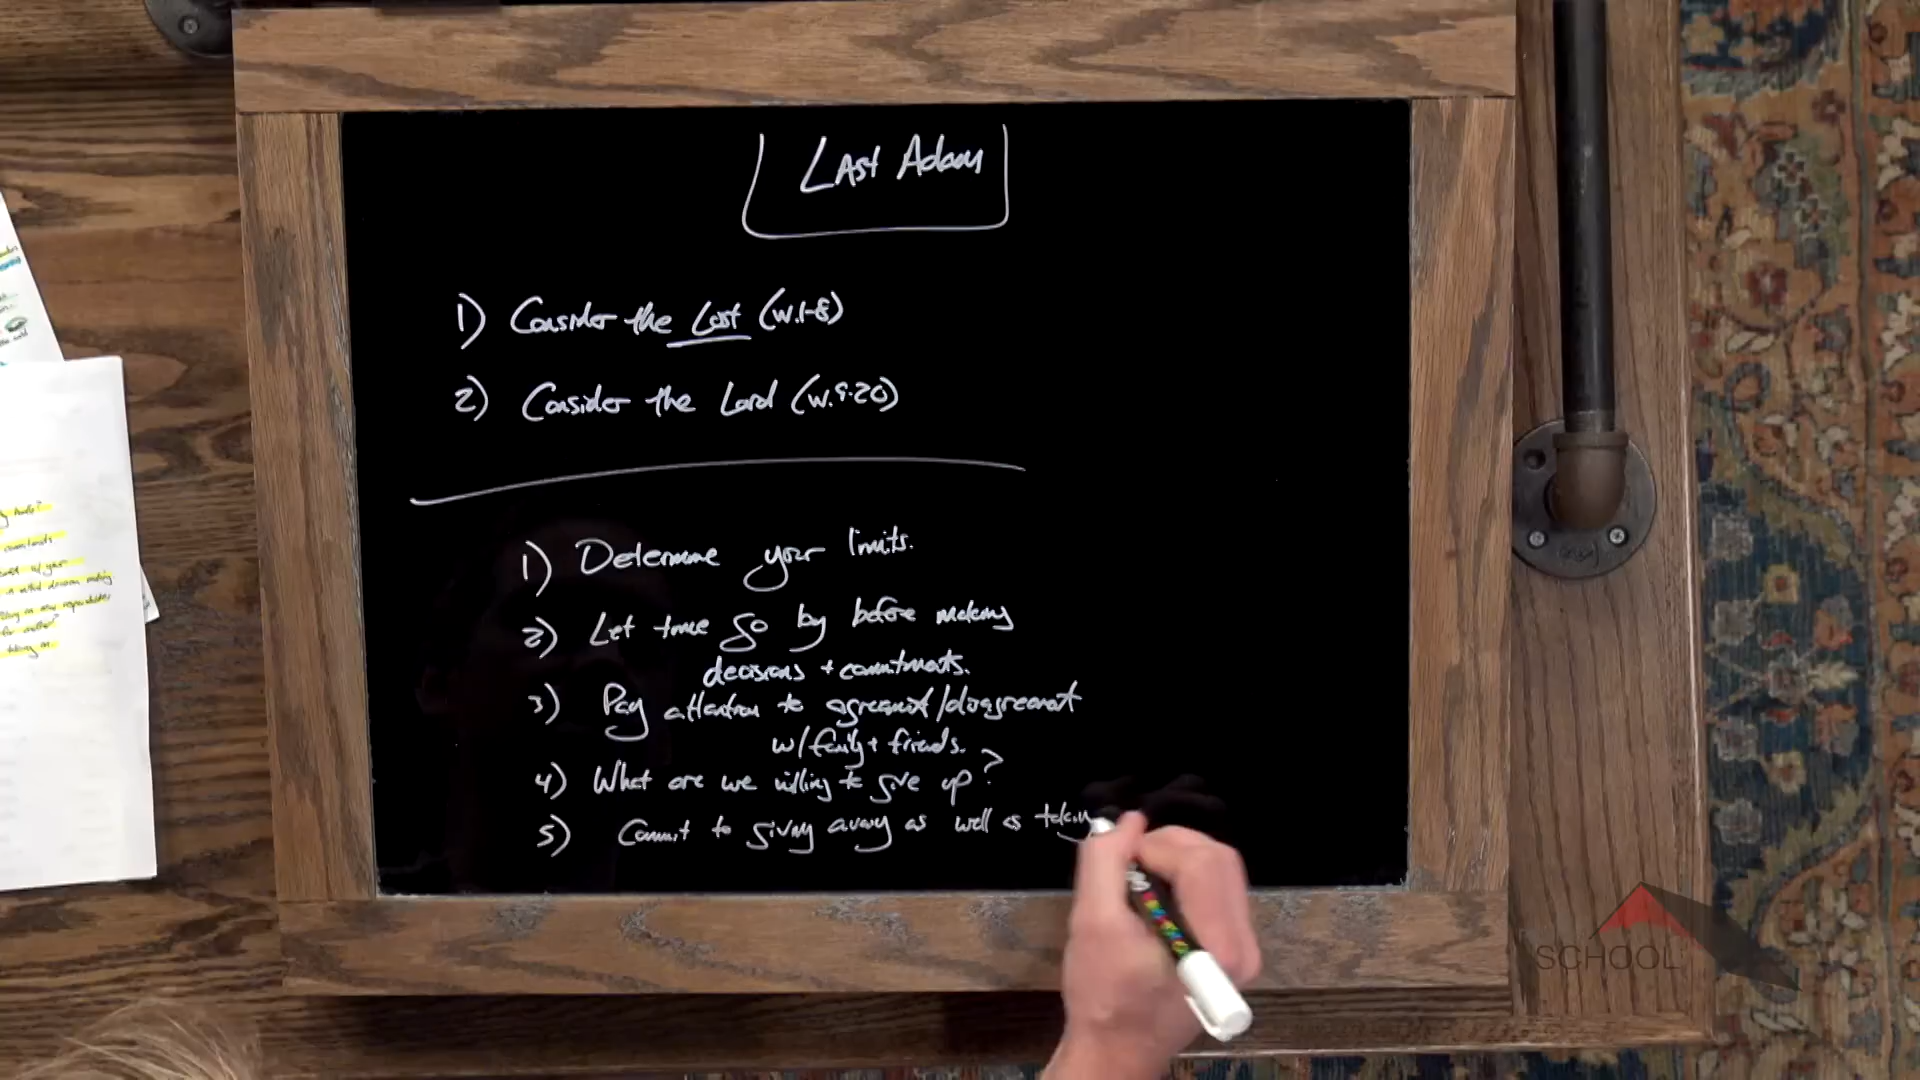 Last Adam
1) Consider the Lost (vv.1-8)
2) Consider the Lord (vv.9-20)
1) Determine your limits.
2) Let time go by before making
decisions + commitments.
3) Pay attention to agreement/disagreement
w/ family + friends.
4) What are we willing to give up?
5) Commit to giving away as well as taking
SCHOOL